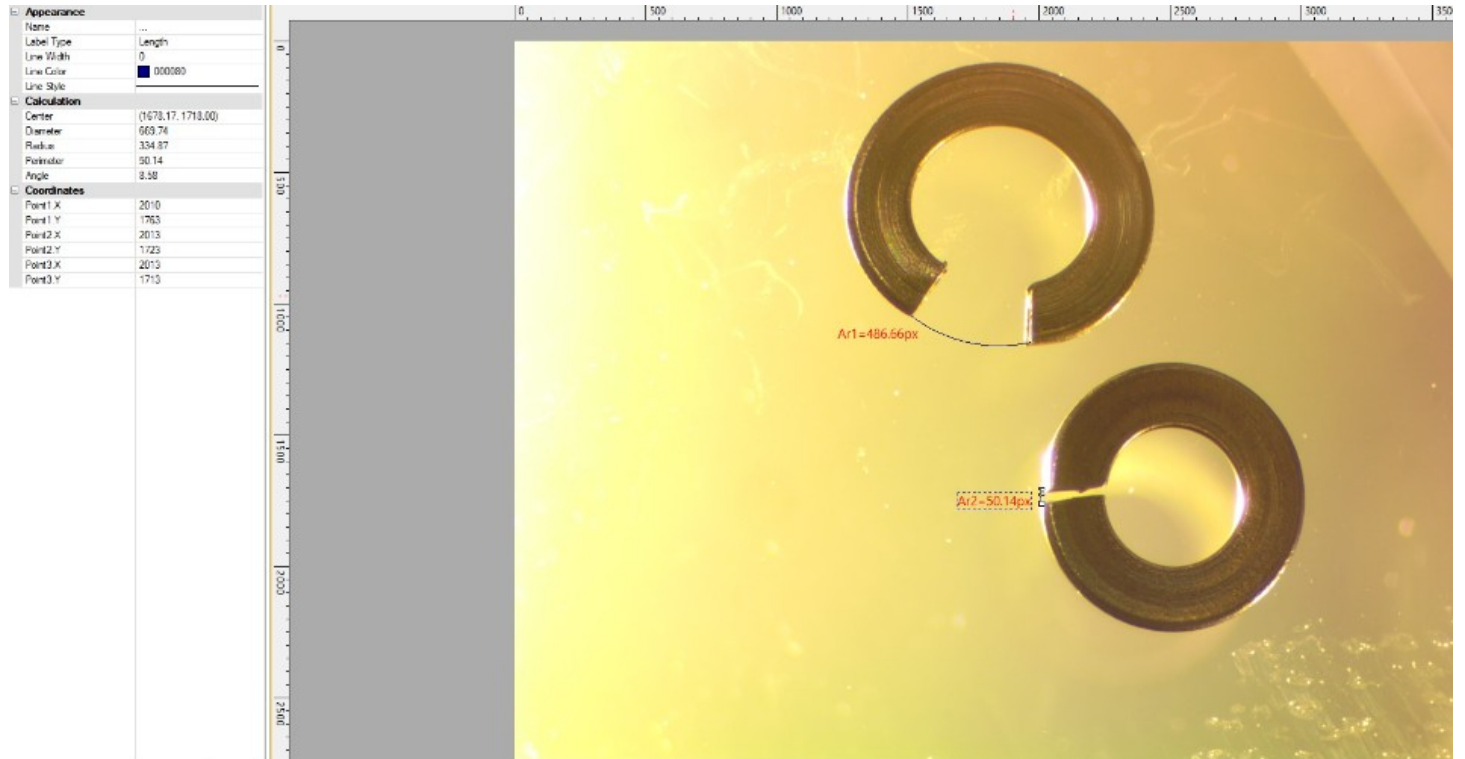 Appearance
Name ...
Label Type Length
Line Width 0
Line Color 000080
Line Style
Calculation
Center (1678.17, 1718.00)
Diameter 669.74
Radius 334.87
Perimeter 50.14
Angle 8.58
Coordinates
Point1.X 2010
Point1.Y 1763
Point2.X 2013
Point2.Y 1723
Point3.X 2013
Point3.Y 1713
0 500 1000 1500 2000 2500 3000 350
0
500
1000
1500
2000
2500
Ar1=486.66px
Ar2=50.14px